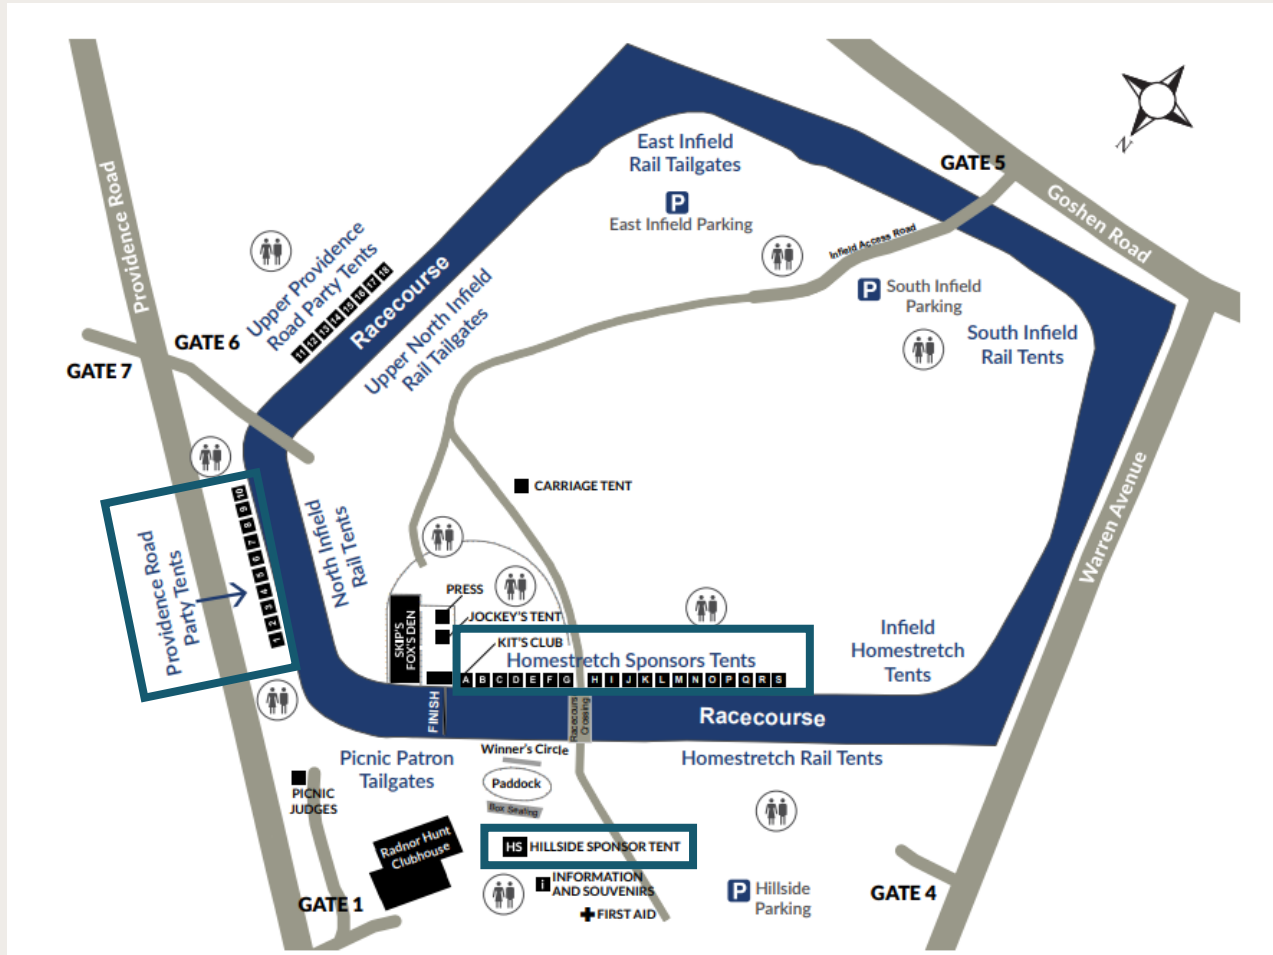 East Infield
Rail Tailgates
P
East Infield Parking
GATE 5
Goshen Road
N
Infield Access Road
P
South Infield
Parking
South Infield
Rail Tents
Providence Road
Upper Providence
Road Party Tents
11 12 13 14 15 16 17 18
Racecourse
Upper North Infield
Rail Tailgates
GATE 6
GATE 7
Warren Avenue
CARRIAGE TENT
Providence Road
Party Tents
1 2 3 4 5 6 7 8 9 10
North Infield
Rail Tents
PRESS
JOCKEY'S TENT
SKIP'S
FOX'S DEN
KIT'S CLUB
Homestretch Sponsors Tents
A B C D E F G H I J K L M N O P Q R S
Infield
Homestretch
Tents
FINISH
Racecours
Crossing
Racecourse
Picnic Patron
Tailgates
Winner's Circle
Paddock
Box Seating
Homestretch Rail Tents
PICNIC
JUDGES
Radnor Hunt
Clubhouse
HS HILLSIDE SPONSOR TENT
i INFORMATION
AND SOUVENIRS
FIRST AID
P
Hillside
Parking
GATE 4
GATE 1